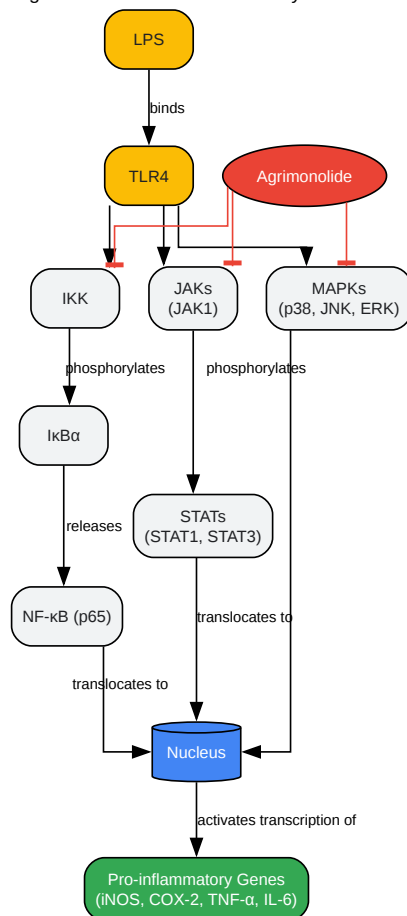 LPS
binds
TLR4
Agrimonolide
IKK
JAKs
(JAK1)
MAPKs
(p38, JNK, ERK)
phosphorylates
phosphorylates
IκBα
releases
STATs
(STAT1, STAT3)
NF-κB (p65)
translocates to
translocates to
Nucleus
activates transcription of
Pro-inflammatory Genes
(iNOS, COX-2, TNF-α, IL-6)